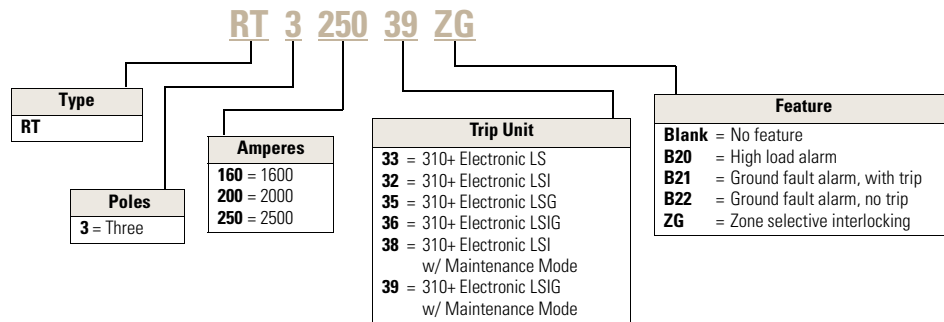 RT 3 250 39 ZG
Type
RT
Poles
3 = Three
Amperes
160 = 1600
200 = 2000
250 = 2500
Trip Unit
33 = 310+ Electronic LS
32 = 310+ Electronic LSI
35 = 310+ Electronic LSG
36 = 310+ Electronic LSIG
38 = 310+ Electronic LSI
w/ Maintenance Mode
39 = 310+ Electronic LSIG
w/ Maintenance Mode
Feature
Blank = No feature
B20 = High load alarm
B21 = Ground fault alarm, with trip
B22 = Ground fault alarm, no trip
ZG = Zone selective interlocking